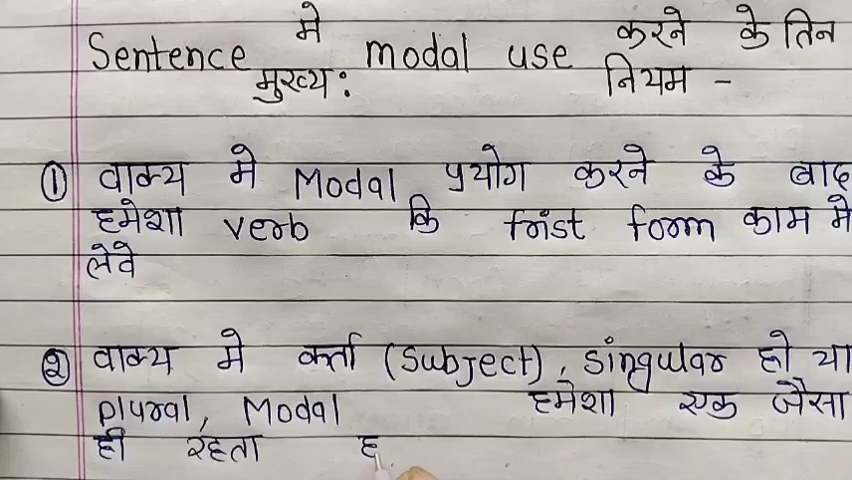 Sentence मे modal use करने के तिन
मुख्य: नियम -
① वाक्य मे Modal प्रयोग करने के बाद
हमेशा verb कि frist form काम मे
लेवे
② वाक्य मे कर्ता (Subject), singular हो या
plural, Modal हमेशा एक जैसा
ही रहता ह